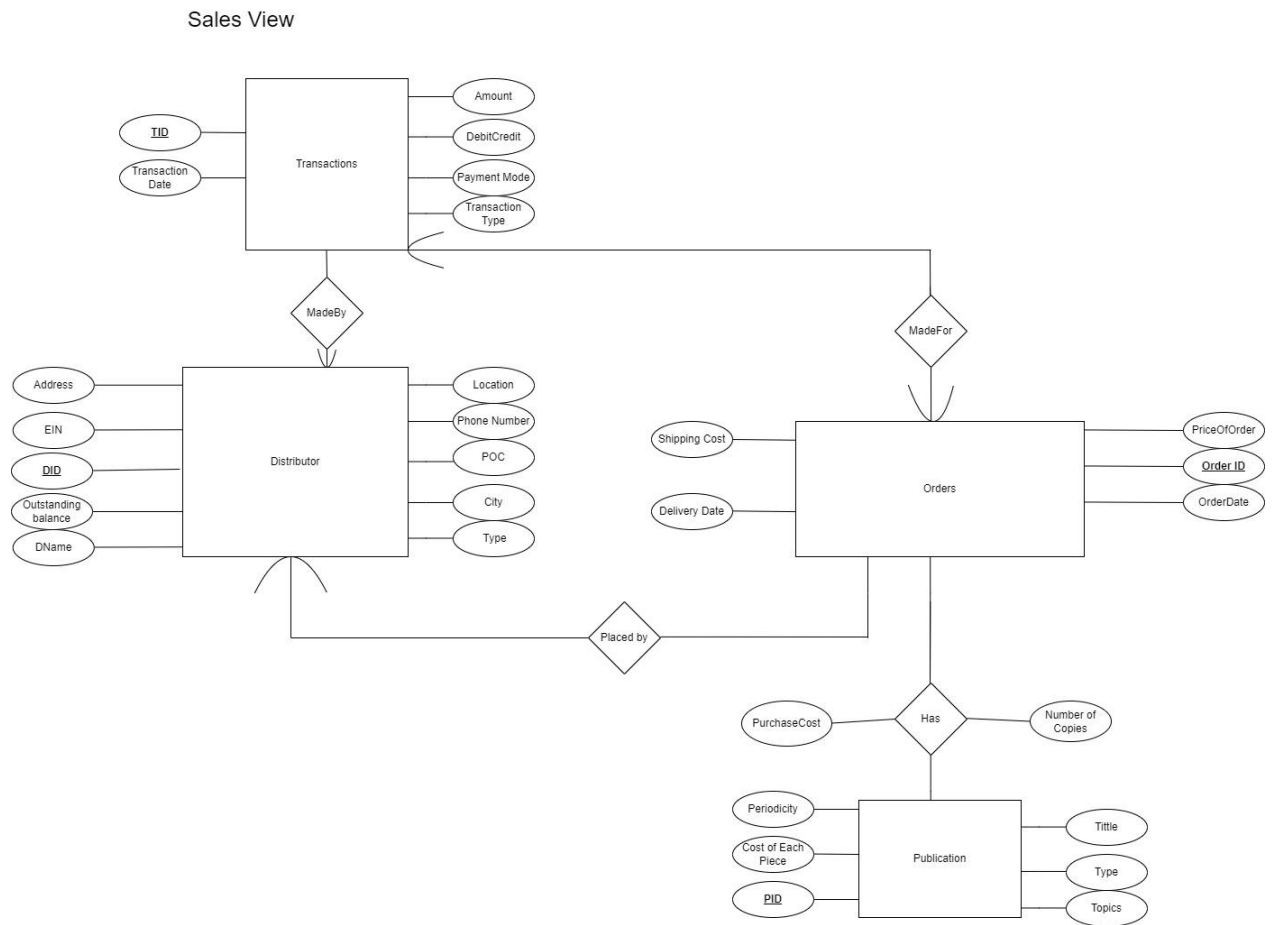 Sales View
TID
Transaction
Date
Transactions
Amount
DebitCredit
Payment Mode
Transaction
Type
MadeBy
MadeFor
Address
EIN
DID
Outstanding
balance
DName
Distributor
Location
Phone Number
POC
City
Type
Shipping Cost
Delivery Date
Orders
PriceOfOrder
Order ID
OrderDate
Placed by
PurchaseCost
Has
Number of
Copies
Periodicity
Cost of Each
Piece
PID
Publication
Tittle
Type
Topics